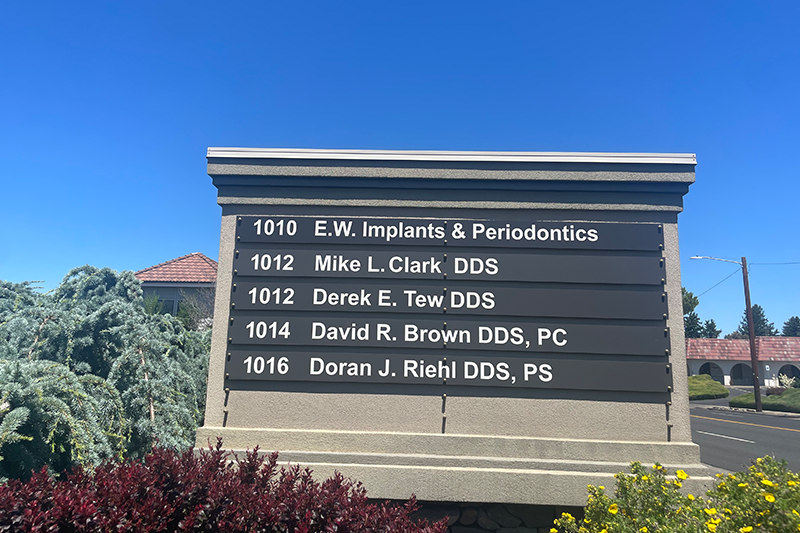 1010 E.W. Implants & Periodontics
1012 Mike L. Clark DDS
1012 Derek E. Tew DDS
1014 David R. Brown DDS, PC
1016 Doran J. Riehl DDS, PS